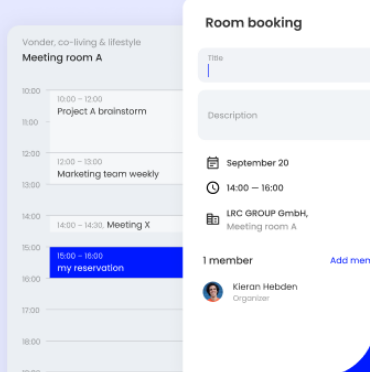 Vonder, co-living & lifestyle
Meeting room A
10:00
10:00 – 12:00
Project A brainstorm
11:00
12:00
12:00 – 13:00
Marketing team weekly
13:00
14:00
14:00 – 14:30, Meeting X
15:00
15:00 – 16:00
my reservation
16:00
17:00
18:00
Room booking
Title
Description
September 20
14:00 — 16:00
LRC GROUP GmbH,
Meeting room A
1 member
Add mem
Kieran Hebden
Organizer